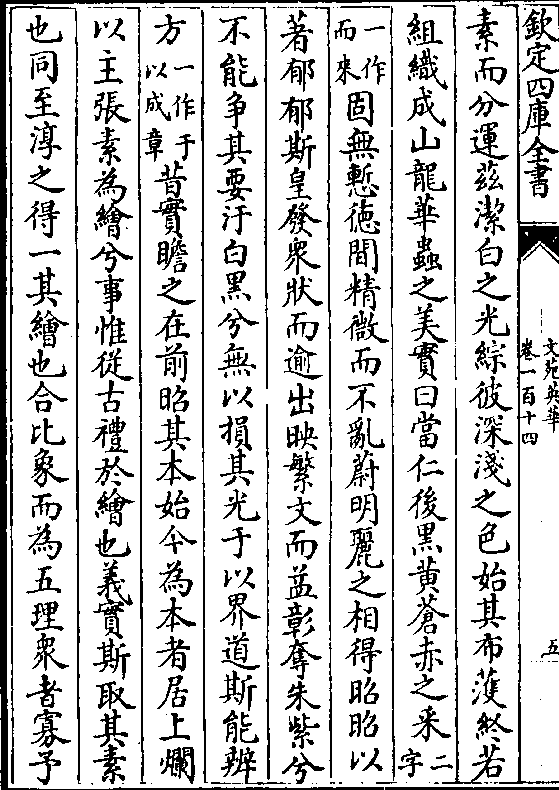 欽定四庫全書
文苑英華
卷一百十四
五
素而分運兹潔白之光綜彼深淺之色始其布濩終若
組織成山龍華蟲之美實曰當仁後黑黄蒼赤之采二字
一作而來固無慙徳間精微而不亂蔚明麗之相得昭昭以
著郁郁斯皇發衆狀而逾出映繁文而益彰奪朱紫兮
不能争其要汙白黒兮無以損其光于以界道斯能辨
方一作于以成章昔實瞻之在前昭其本始今為本者居上爛
以主張素為繪兮事惟從古禮於繪也義實斯取其素
也同至淳之得一其繪也合比象而為五理衆者寡予